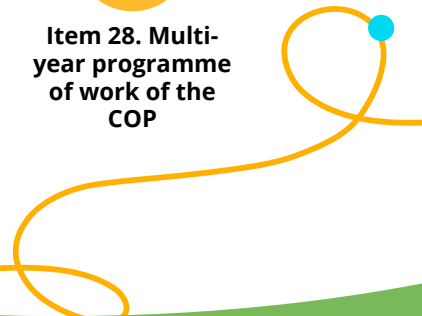 Item 28. Multi-
year programme
of work of the
COP